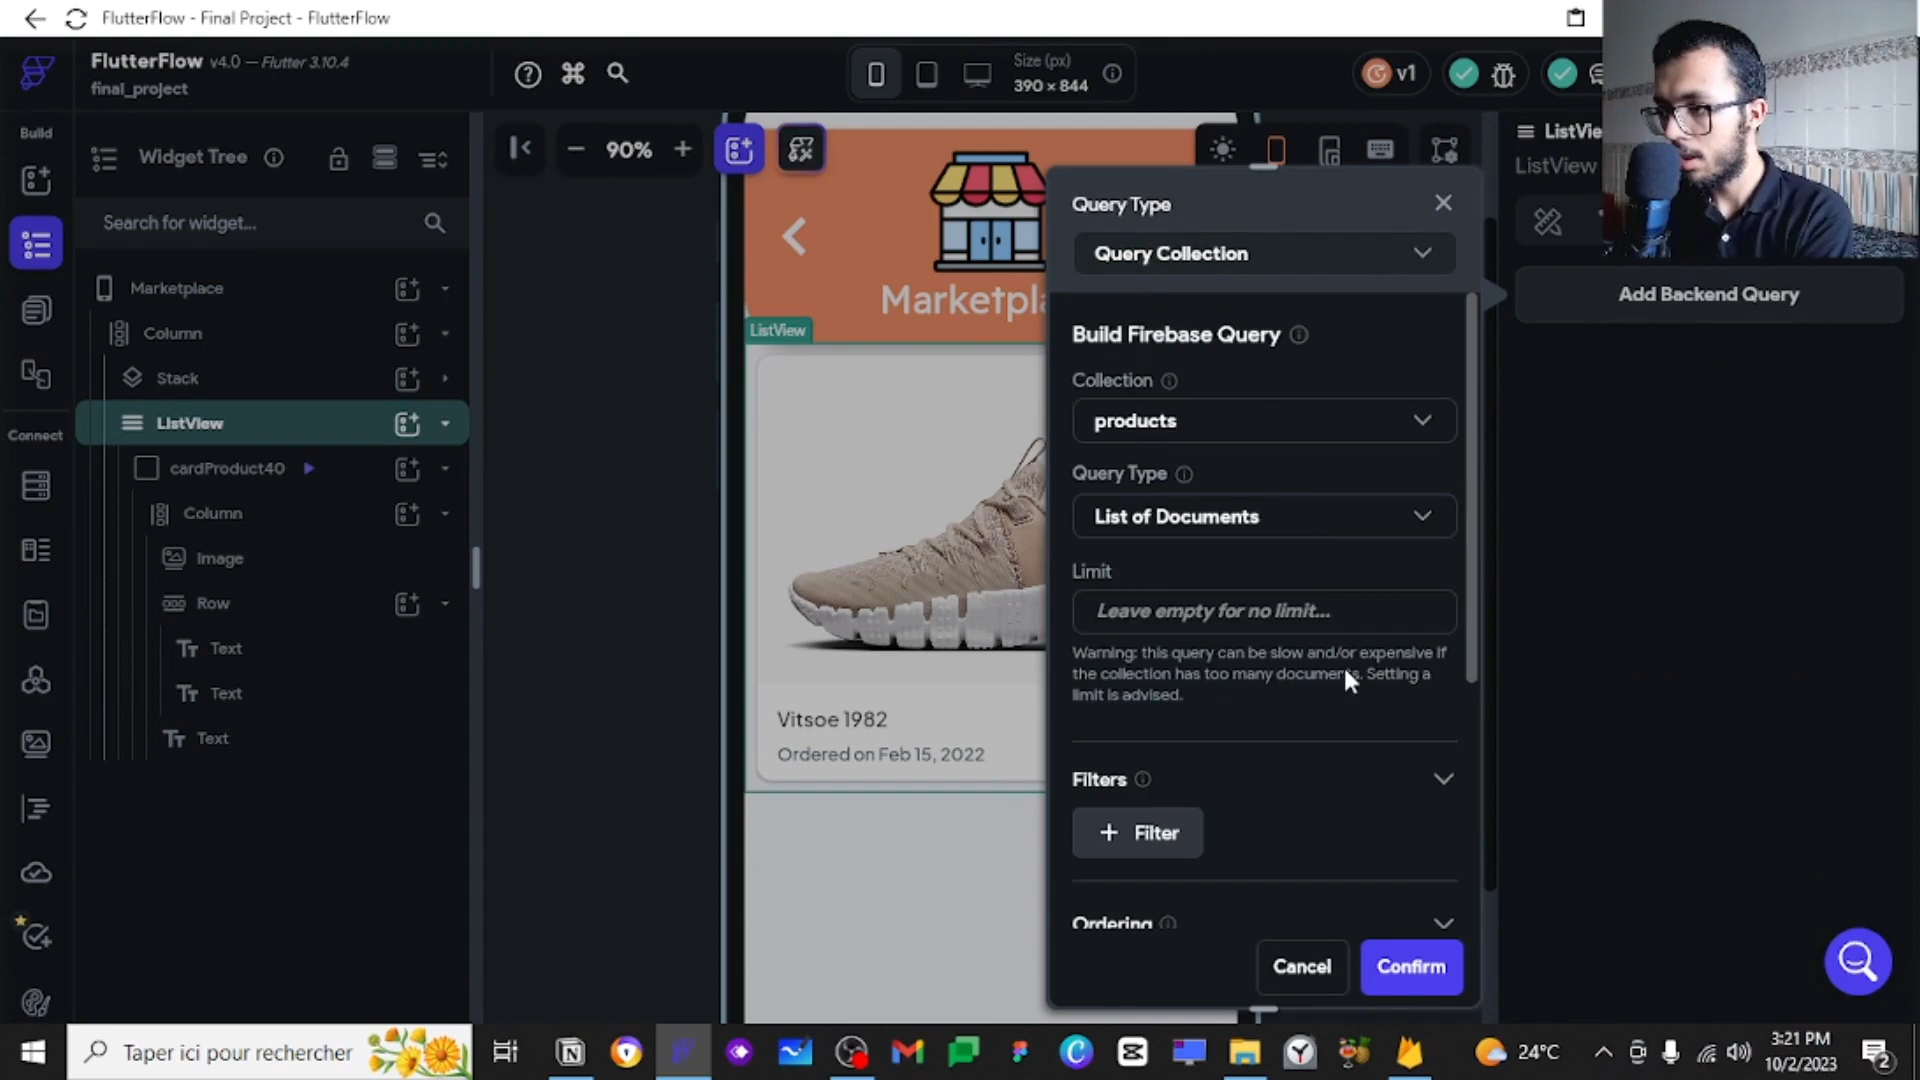 FlutterFlow - Final Project - FlutterFlow
FlutterFlow v4.0 — Flutter 3.10.4
final_project
Size (px)
390 × 844
v1
Build
Widget Tree
90%
ListVie
ListView
Search for widget...
Marketplace
Column
Stack
ListView
cardProduct40
Column
Image
Row
Text
Text
Text
Connect
Marketpla
ListView
Vitsoe 1982
Ordered on Feb 15, 2022
Query Type
Query Collection
Build Firebase Query
Collection
products
Query Type
List of Documents
Limit
Leave empty for no limit...
Warning: this query can be slow and/or expensive if
the collection has too many documents. Setting a
limit is advised.
Filters
+ Filter
Ordering
Cancel
Confirm
Add Backend Query
Taper ici pour rechercher
24°C
3:21 PM
10/2/2023
2